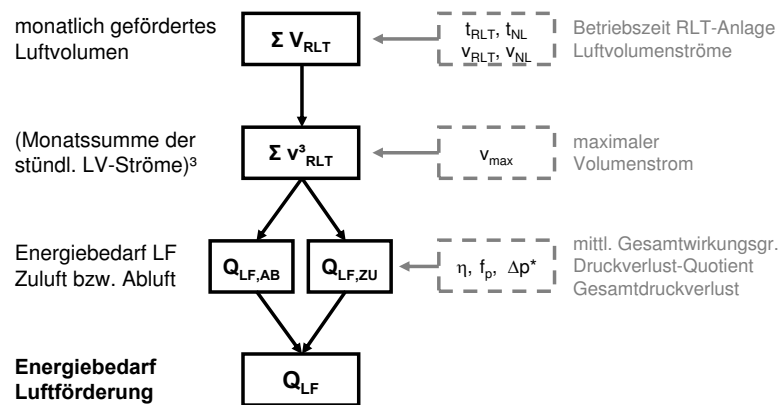 monatlich gefördertes
Luftvolumen
Σ V_RLT
t_RLT, t_NL
v_RLT, v_NL
Betriebszeit RLT-Anlage
Luftvolumenströme
(Monatssumme der
stündl. LV-Ströme)³
Σ v³_RLT
v_max
maximaler
Volumenstrom
Energiebedarf LF
Zuluft bzw. Abluft
Q_LF,AB
Q_LF,ZU
η, f_p, Δp*
mittl. Gesamtwirkungsgr.
Druckverlust-Quotient
Gesamtdruckverlust
Energiebedarf
Luftförderung
Q_LF